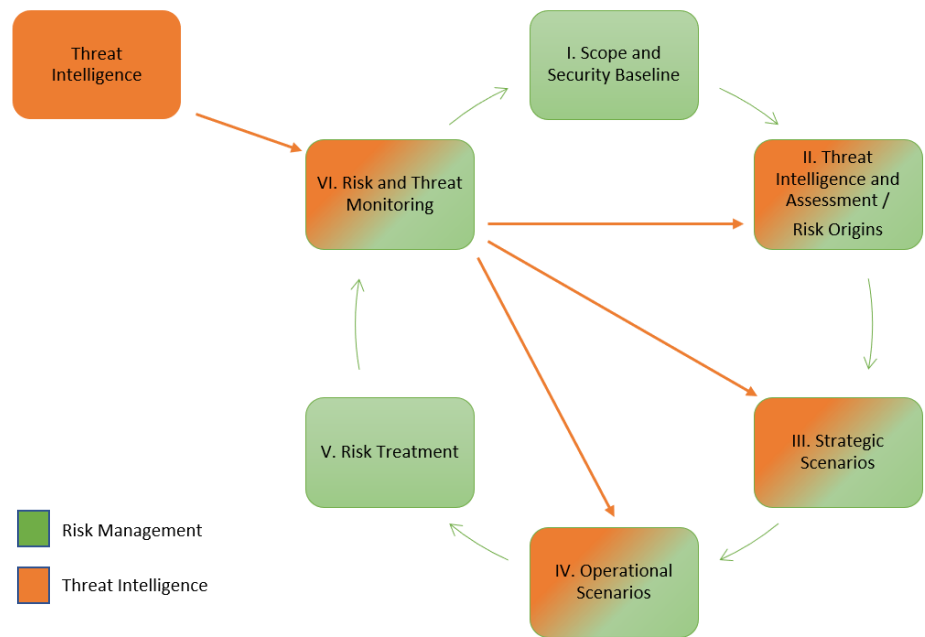 Threat
Intelligence
I. Scope and
Security Baseline
VI. Risk and Threat
Monitoring
II. Threat
Intelligence and
Assessment /
Risk Origins
V. Risk Treatment
III. Strategic
Scenarios
IV. Operational
Scenarios
Risk Management
Threat Intelligence